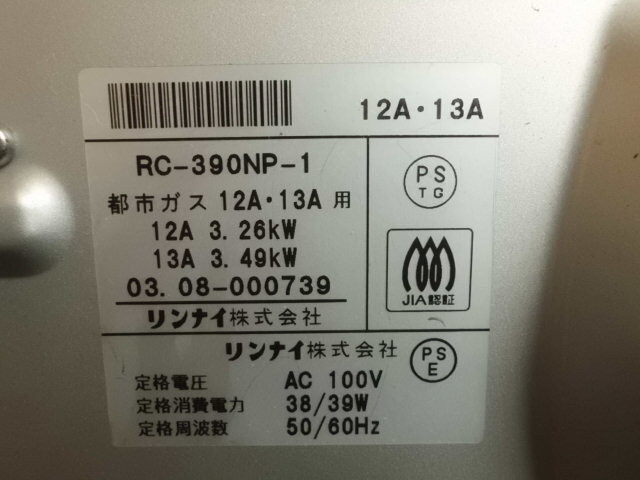 12A・13A
RC-390NP-1
都市ガス 12A・13A 用
12A 3.26kW
13A 3.49kW
03.08-000739
リンナイ株式会社
PS
TG
JIA認証
リンナイ株式会社
PS
E
定格電圧 AC 100V
定格消費電力 38/39W
定格周波数 50/60Hz